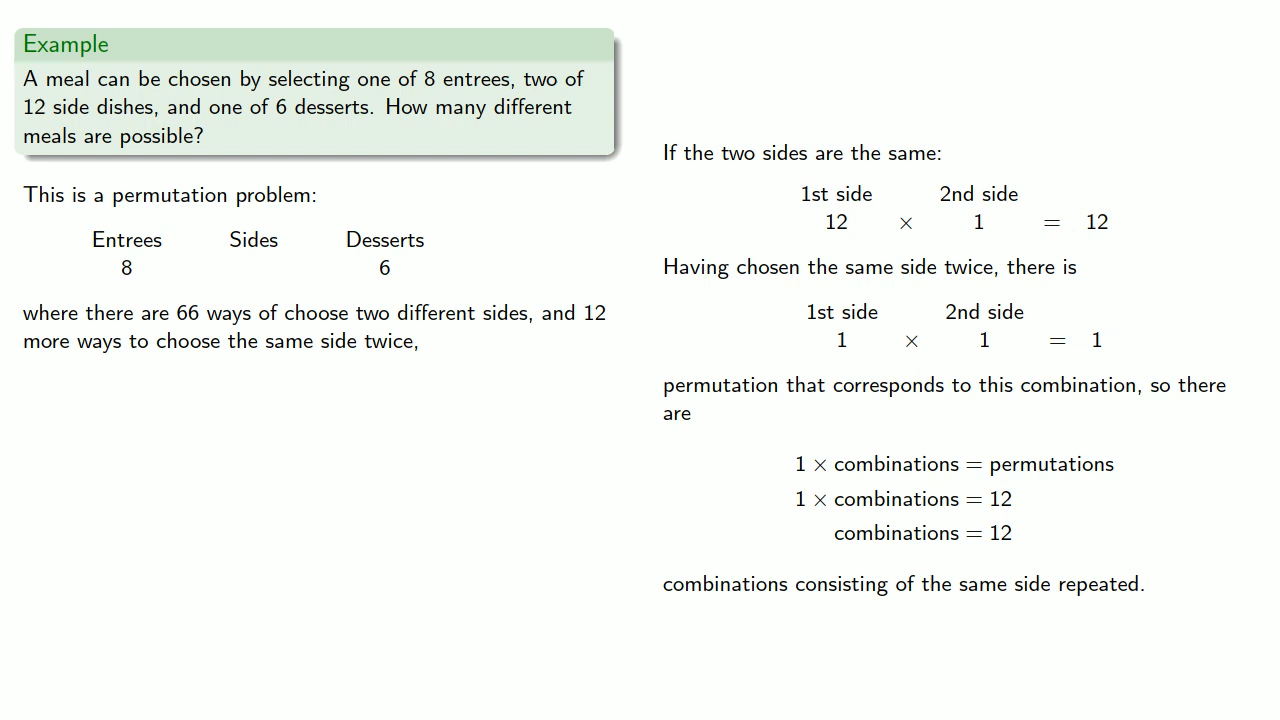 Example
A meal can be chosen by selecting one of 8 entrees, two of
12 side dishes, and one of 6 desserts. How many different
meals are possible?
This is a permutation problem:
Entrees Sides Desserts
8 6
where there are 66 ways of choose two different sides, and 12
more ways to choose the same side twice,
If the two sides are the same:
1st side 2nd side
12 × 1 = 12
Having chosen the same side twice, there is
1st side 2nd side
1 × 1 = 1
permutation that corresponds to this combination, so there
are
1 × combinations = permutations
1 × combinations = 12
combinations = 12
combinations consisting of the same side repeated.